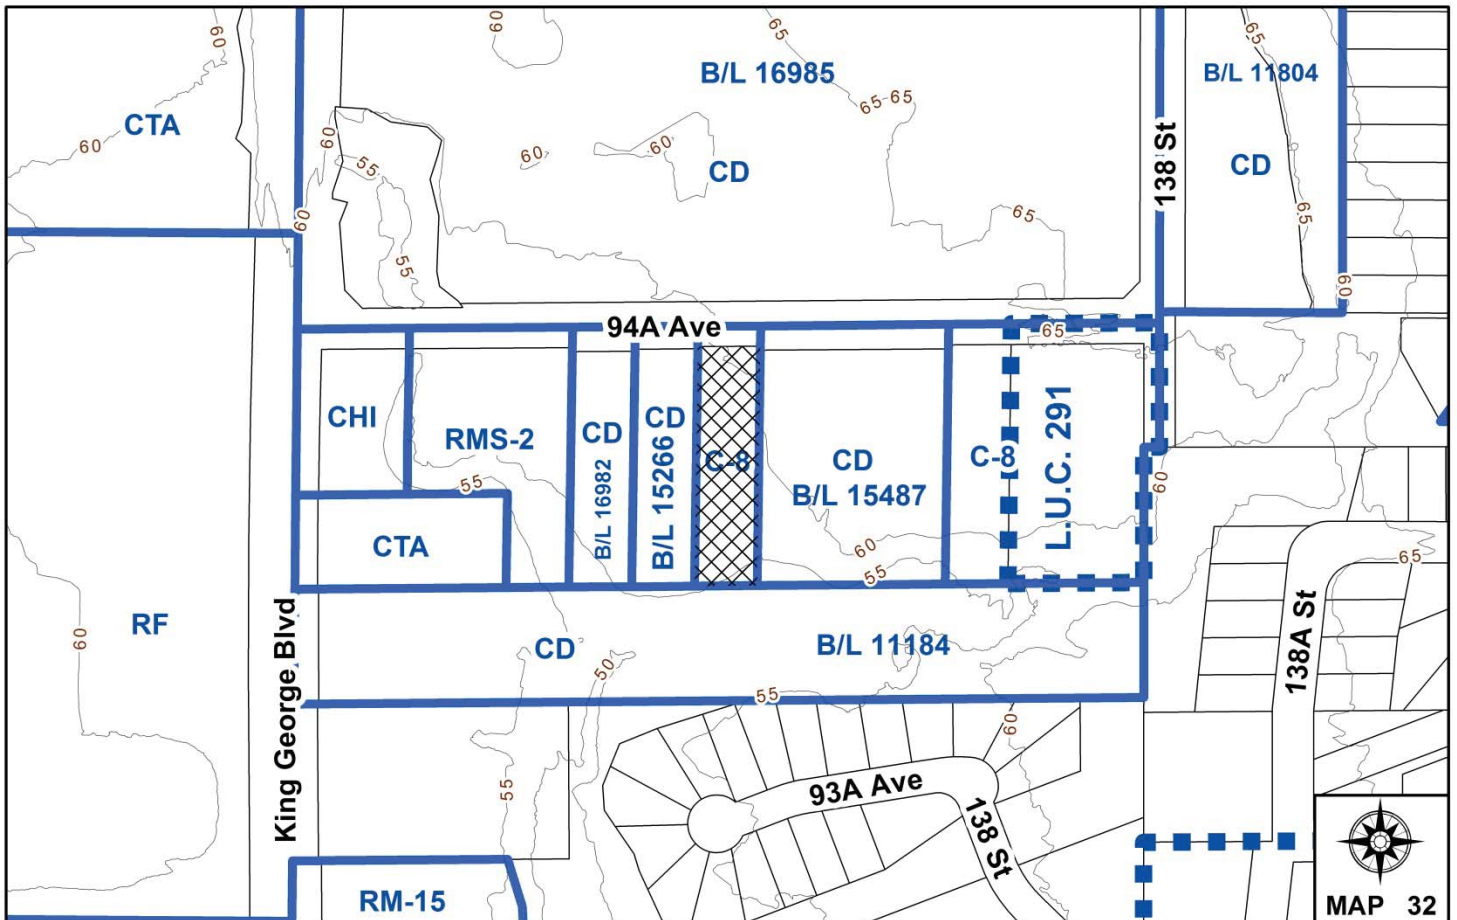 60
65
60
B/L 16985
65
B/L 11804
65-65
CTA
60
60
138 St
60
55
60
60
CD
CD
65
65
60
55
60
94A Ave
65
CHI
RMS-2
CD
CD
C-8
CD
C-8
L.U.C. 291
B/L 16982
B/L 15266
B/L 15487
55
60
CTA
60
55
65
RF
60
King George Blvd
CD
B/L 11184
50
138A St
55
60
55
93A Ave
138 St
RM-15
MAP 32